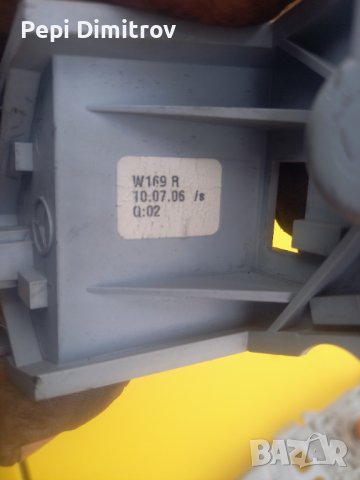 Pepi Dimitrov
W169 R
10.07.06 /s
Q:02
BAZAR